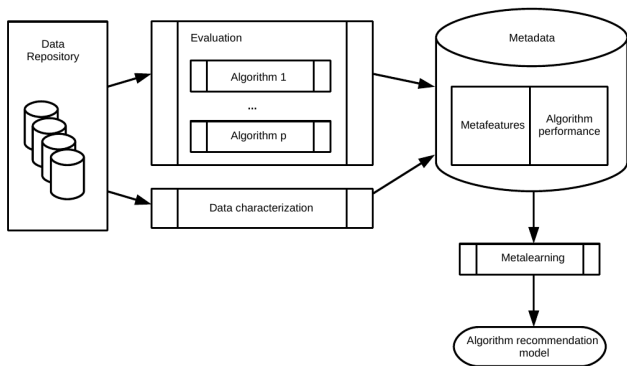 Data
Repository
Evaluation
Algorithm 1
...
Algorithm p
Data characterization
Metadata
Metafeatures
Algorithm
performance
Metalearning
Algorithm recommendation
model